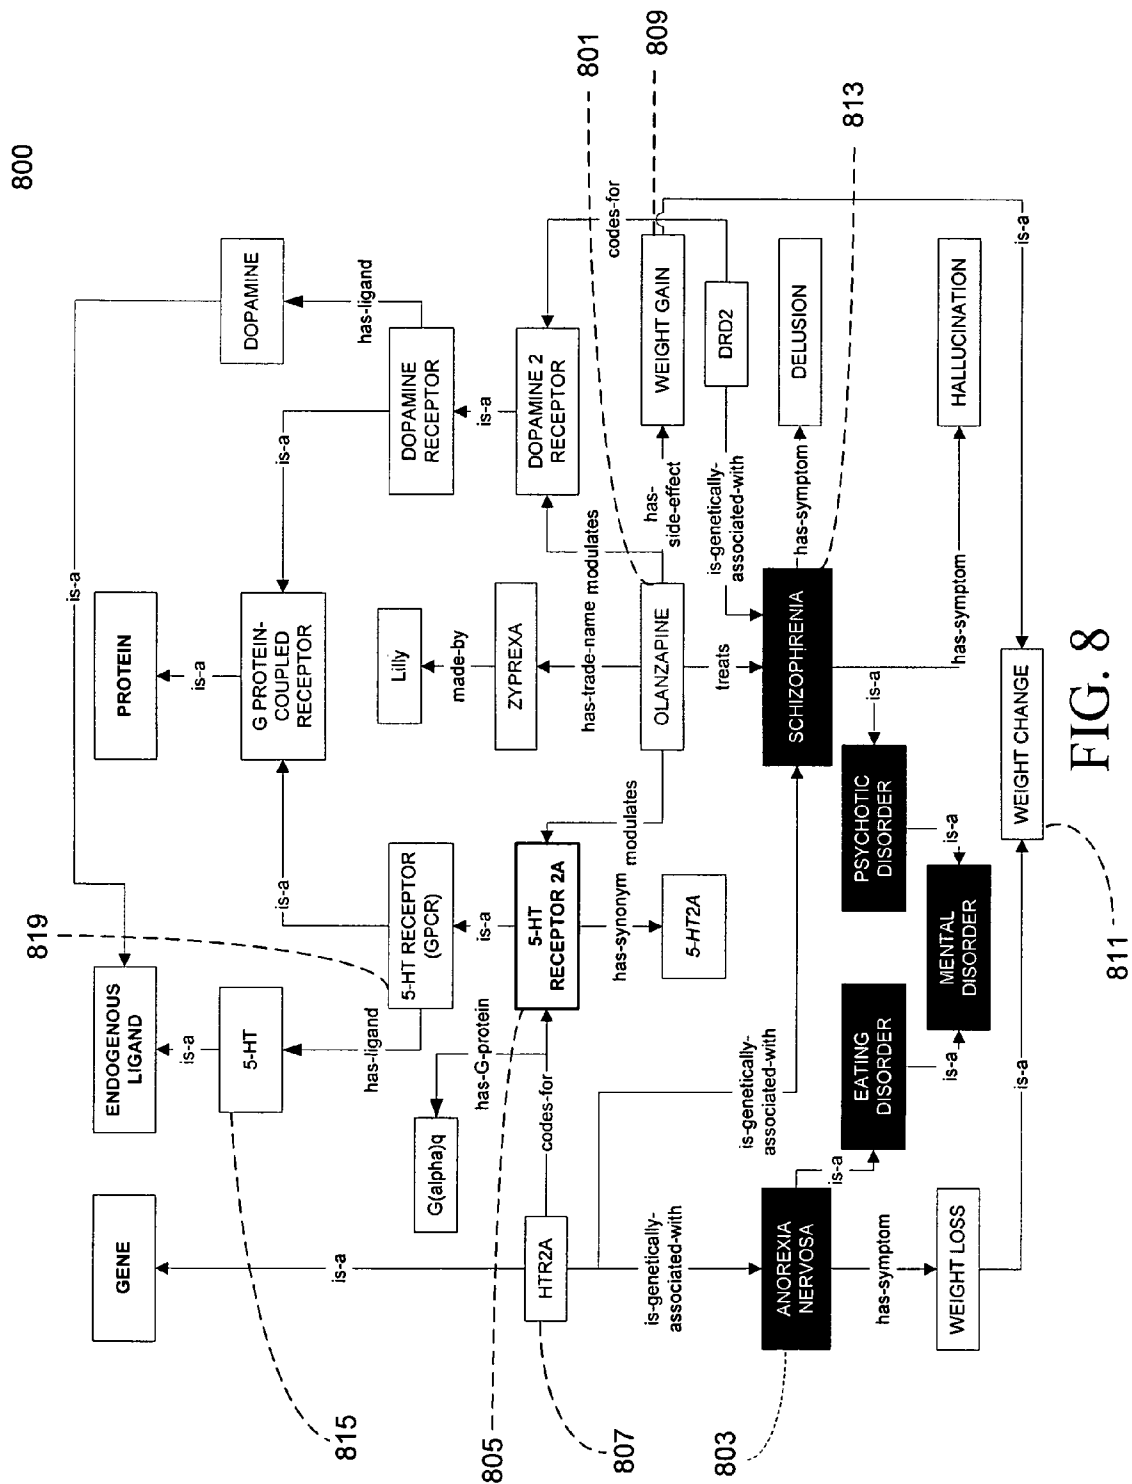 800
GENE
ENDOGENOUS
LIGAND
PROTEIN
DOPAMINE
is-a
is-a
is-a
is-a
5-HT
G PROTEIN-
COUPLED
RECEPTOR
has-ligand
has-ligand
is-a
is-a
819
815
5-HT RECEPTOR
(GPCR)
Lilly
DOPAMINE
RECEPTOR
G(alpha)q
has-G-protein
is-a
made-by
is-a
805
HTR2A
codes-for
5-HT
RECEPTOR 2A
ZYPREXA
DOPAMINE 2
RECEPTOR
807
has-synonym
modulates
has-trade-name
modulates
codes-for
801
is-genetically-
associated-with
5-HT2A
OLANZAPINE
has-
side-effect
WEIGHT GAIN
809
is-genetically-
associated-with
treats
is-genetically-
associated-with
DRD2
803
ANOREXIA
NERVOSA
SCHIZOPHRENIA
has-symptom
DELUSION
813
is-a
EATING
DISORDER
PSYCHOTIC
DISORDER
is-a
has-symptom
is-a
is-a
has-symptom
WEIGHT LOSS
MENTAL
DISORDER
HALLUCINATION
is-a
WEIGHT CHANGE
is-a
811
FIG. 8